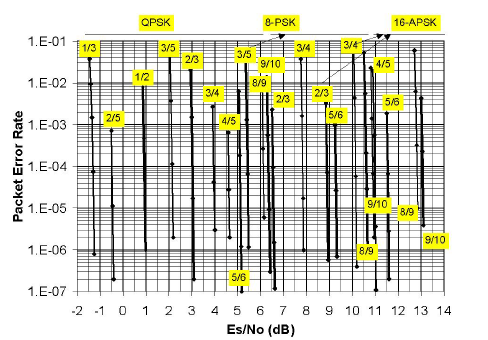 QPSK 8-PSK 16-APSK
1.E-01
1/3 3/5 3/5 3/4 3/4
2/3 9/10 4/5
1/2 8/9
1.E-02
3/4 2/3 2/3 5/6
2/5 4/5 5/6
1.E-03
1.E-04
1.E-05
9/10 8/9
9/10
1.E-06
5/6 8/9
1.E-07
Packet Error Rate
-2 -1 0 1 2 3 4 5 6 7 8 9 10 11 12 13 14
Es/No (dB)